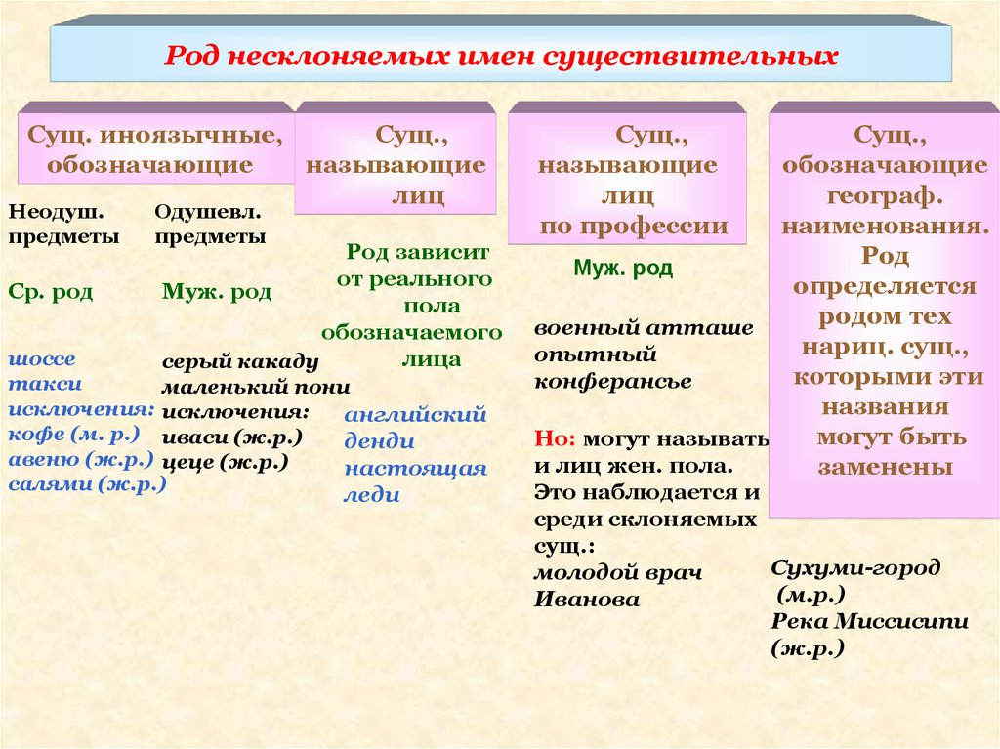 Род несклоняемых имен существительных
Сущ. иноязычные,
обозначающие
Неодуш.
предметы
Ср. род
шоссе
такси
исключения:
кофе (м. р.)
авеню (ж.р.)
салями (ж.р.)
Одушевл.
предметы
Муж. род
серый какаду
маленький пони
исключения:
иваси (ж.р.)
цеце (ж.р.)
Сущ.,
называющие
лиц
Род зависит
от реального
пола
обозначаемого
лица
английский
денди
настоящая
леди
Сущ.,
называющие
лиц
по профессии
Муж. род
военный атташе
опытный
конферансье
Но: могут называть
и лиц жен. пола.
Это наблюдается и
среди склоняемых
сущ.:
молодой врач
Иванова
Сущ.,
обозначающие
географ.
наименования.
Род
определяется
родом тех
нариц. сущ.,
которыми эти
названия
могут быть
заменены
Сухуми-город
(м.р.)
Река Миссисипи
(ж.р.)